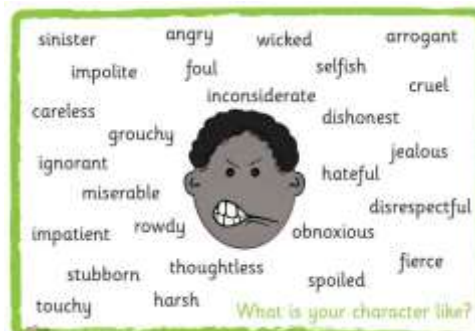 sinister angry wicked arrogant
impolite foul selfish
inconsiderate cruel
careless dishonest
grouchy jealous
ignorant hateful
miserable disrespectful
impatient rowdy obnoxious
stubborn thoughtless spoiled fierce
touchy harsh What is your character like?